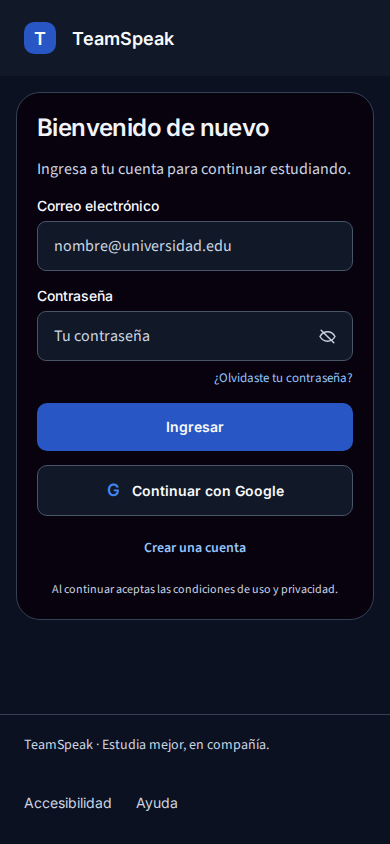 T TeamSpeak
Bienvenido de nuevo
Ingresa a tu cuenta para continuar estudiando.
Correo electrónico
nombre@universidad.edu
Contraseña
Tu contraseña
¿Olvidaste tu contraseña?
Ingresar
G Continuar con Google
Crear una cuenta
Al continuar aceptas las condiciones de uso y privacidad.
TeamSpeak · Estudia mejor, en compañía.
Accesibilidad Ayuda